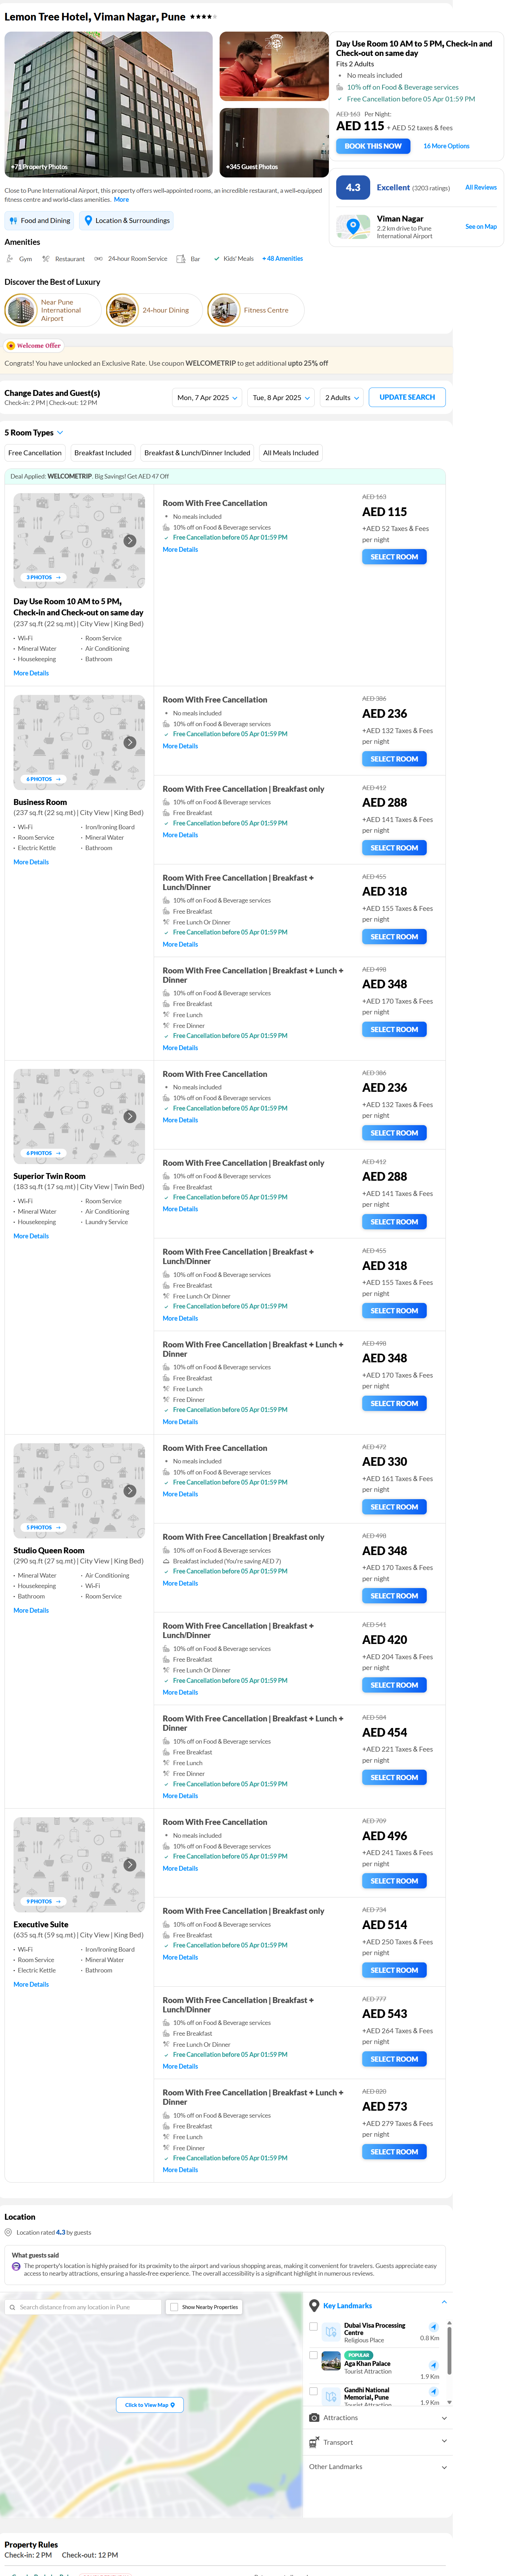 Lemon Tree Hotel, Viman Nagar, Pune
+71 Property Photos
+345 Guest Photos
Day Use Room 10 AM to 5 PM, Check-in and
Check-out on same day
Fits 2 Adults
No meals included
10% off on Food & Beverage services
Free Cancellation before 05 Apr 01:59 PM
AED 163 Per Night:
AED 115 + AED 52 taxes & fees
BOOK THIS NOW
16 More Options
4.3
Excellent (3203 ratings)
All Reviews
Viman Nagar
2.2 km drive to Pune
International Airport
See on Map
Close to Pune International Airport, this property offers well-appointed rooms, an incredible restaurant, a well-equipped
fitness centre and world-class amenities. More
Food and Dining
Location & Surroundings
Amenities
Gym
Restaurant
24-hour Room Service
Bar
Kids' Meals
+ 48 Amenities
Discover the Best of Luxury
Near Pune
International
Airport
24-hour Dining
Fitness Centre
Welcome Offer
Congrats! You have unlocked an Exclusive Rate. Use coupon WELCOMETRIP to get additional upto 25% off
Change Dates and Guest(s)
Check-in: 2 PM | Check-out: 12 PM
Mon, 7 Apr 2025
Tue, 8 Apr 2025
2 Adults
UPDATE SEARCH
5 Room Types
Free Cancellation
Breakfast Included
Breakfast & Lunch/Dinner Included
All Meals Included
Deal Applied: WELCOMETRIP. Big Savings! Get AED 47 Off
3 PHOTOS
Day Use Room 10 AM to 5 PM,
Check-in and Check-out on same day
(237 sq.ft (22 sq.mt) | City View | King Bed)
Wi-Fi
Room Service
Mineral Water
Air Conditioning
Housekeeping
Bathroom
More Details
Room With Free Cancellation
No meals included
10% off on Food & Beverage services
Free Cancellation before 05 Apr 01:59 PM
More Details
AED 163
AED 115
+AED 52 Taxes & Fees
per night
SELECT ROOM
6 PHOTOS
Business Room
(237 sq.ft (22 sq.mt) | City View | King Bed)
Wi-Fi
Iron/Ironing Board
Room Service
Mineral Water
Electric Kettle
Bathroom
More Details
Room With Free Cancellation
No meals included
10% off on Food & Beverage services
Free Cancellation before 05 Apr 01:59 PM
More Details
AED 386
AED 236
+AED 132 Taxes & Fees
per night
SELECT ROOM
Room With Free Cancellation | Breakfast only
10% off on Food & Beverage services
Free Breakfast
Free Cancellation before 05 Apr 01:59 PM
More Details
AED 412
AED 288
+AED 141 Taxes & Fees
per night
SELECT ROOM
Room With Free Cancellation | Breakfast +
Lunch/Dinner
10% off on Food & Beverage services
Free Breakfast
Free Lunch Or Dinner
Free Cancellation before 05 Apr 01:59 PM
More Details
AED 455
AED 318
+AED 155 Taxes & Fees
per night
SELECT ROOM
Room With Free Cancellation | Breakfast + Lunch +
Dinner
10% off on Food & Beverage services
Free Breakfast
Free Lunch
Free Dinner
Free Cancellation before 05 Apr 01:59 PM
More Details
AED 498
AED 348
+AED 170 Taxes & Fees
per night
SELECT ROOM
6 PHOTOS
Superior Twin Room
(183 sq.ft (17 sq.mt) | City View | Twin Bed)
Wi-Fi
Room Service
Mineral Water
Air Conditioning
Housekeeping
Laundry Service
More Details
Room With Free Cancellation
No meals included
10% off on Food & Beverage services
Free Cancellation before 05 Apr 01:59 PM
More Details
AED 386
AED 236
+AED 132 Taxes & Fees
per night
SELECT ROOM
Room With Free Cancellation | Breakfast only
10% off on Food & Beverage services
Free Breakfast
Free Cancellation before 05 Apr 01:59 PM
More Details
AED 412
AED 288
+AED 141 Taxes & Fees
per night
SELECT ROOM
Room With Free Cancellation | Breakfast +
Lunch/Dinner
10% off on Food & Beverage services
Free Breakfast
Free Lunch Or Dinner
Free Cancellation before 05 Apr 01:59 PM
More Details
AED 455
AED 318
+AED 155 Taxes & Fees
per night
SELECT ROOM
Room With Free Cancellation | Breakfast + Lunch +
Dinner
10% off on Food & Beverage services
Free Breakfast
Free Lunch
Free Dinner
Free Cancellation before 05 Apr 01:59 PM
More Details
AED 498
AED 348
+AED 170 Taxes & Fees
per night
SELECT ROOM
5 PHOTOS
Studio Queen Room
(290 sq.ft (27 sq.mt) | City View | King Bed)
Mineral Water
Air Conditioning
Housekeeping
Wi-Fi
Bathroom
Room Service
More Details
Room With Free Cancellation
No meals included
10% off on Food & Beverage services
Free Cancellation before 05 Apr 01:59 PM
More Details
AED 472
AED 330
+AED 161 Taxes & Fees
per night
SELECT ROOM
Room With Free Cancellation | Breakfast only
10% off on Food & Beverage services
Breakfast included (You're saving AED 7)
Free Cancellation before 05 Apr 01:59 PM
More Details
AED 498
AED 348
+AED 170 Taxes & Fees
per night
SELECT ROOM
Room With Free Cancellation | Breakfast +
Lunch/Dinner
10% off on Food & Beverage services
Free Breakfast
Free Lunch Or Dinner
Free Cancellation before 05 Apr 01:59 PM
More Details
AED 541
AED 420
+AED 204 Taxes & Fees
per night
SELECT ROOM
Room With Free Cancellation | Breakfast + Lunch +
Dinner
10% off on Food & Beverage services
Free Breakfast
Free Lunch
Free Dinner
Free Cancellation before 05 Apr 01:59 PM
More Details
AED 584
AED 454
+AED 221 Taxes & Fees
per night
SELECT ROOM
9 PHOTOS
Executive Suite
(635 sq.ft (59 sq.mt) | City View | King Bed)
Wi-Fi
Iron/Ironing Board
Room Service
Mineral Water
Electric Kettle
Bathroom
More Details
Room With Free Cancellation
No meals included
10% off on Food & Beverage services
Free Cancellation before 05 Apr 01:59 PM
More Details
AED 709
AED 496
+AED 241 Taxes & Fees
per night
SELECT ROOM
Room With Free Cancellation | Breakfast only
10% off on Food & Beverage services
Free Breakfast
Free Cancellation before 05 Apr 01:59 PM
More Details
AED 734
AED 514
+AED 250 Taxes & Fees
per night
SELECT ROOM
Room With Free Cancellation | Breakfast +
Lunch/Dinner
10% off on Food & Beverage services
Free Breakfast
Free Lunch Or Dinner
Free Cancellation before 05 Apr 01:59 PM
More Details
AED 777
AED 543
+AED 264 Taxes & Fees
per night
SELECT ROOM
Room With Free Cancellation | Breakfast + Lunch +
Dinner
10% off on Food & Beverage services
Free Breakfast
Free Lunch
Free Dinner
Free Cancellation before 05 Apr 01:59 PM
More Details
AED 820
AED 573
+AED 279 Taxes & Fees
per night
SELECT ROOM
Location
Location rated 4.3 by guests
What guests said
The property's location is highly praised for its proximity to the airport and various shopping areas, making it convenient for travelers. Guests appreciate easy
access to nearby attractions, ensuring a hassle-free experience. The overall accessibility is a significant highlight in numerous reviews.
Search distance from any location in Pune
Show Nearby Properties
Click to View Map
Key Landmarks
Dubai Visa Processing
Centre
Religious Place
0.8 Km
POPULAR
Aga Khan Palace
Tourist Attraction
1.9 Km
Gandhi National
Memorial, Pune
Tourist Attraction
1.9 Km
Attractions
Transport
Other Landmarks
Property Rules
Check-in: 2 PM Check-out: 12 PM